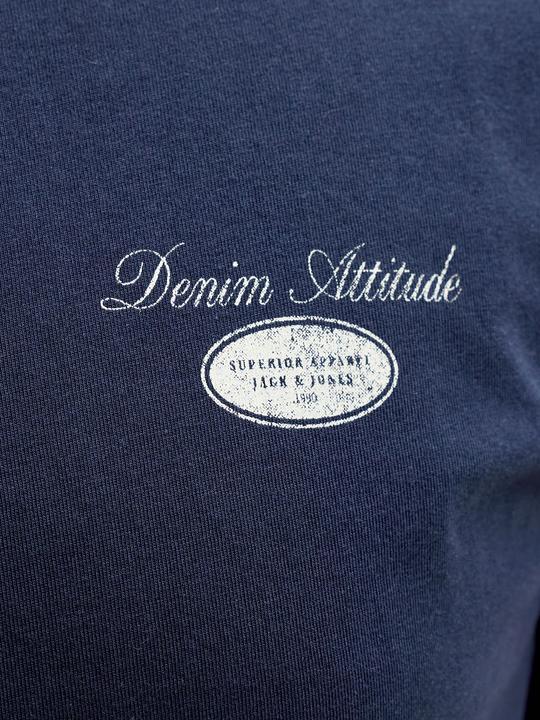 Denim Attitude
SUPERIOR APPAREL
JACK & JONES
1990